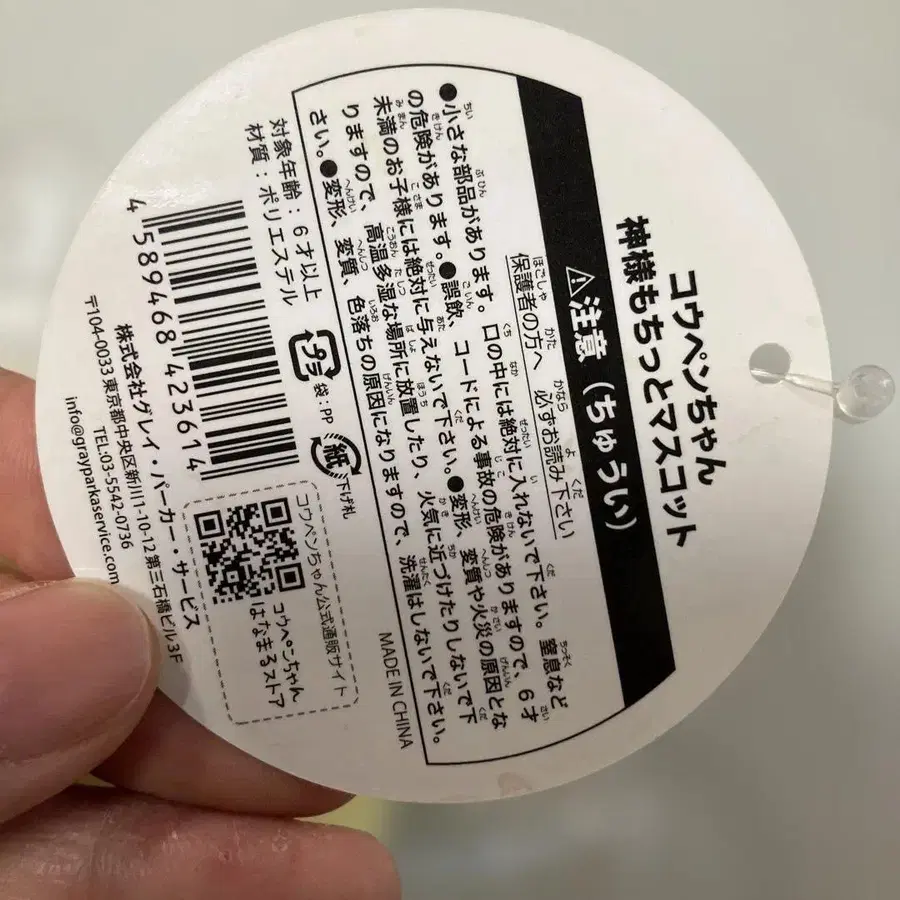 コウペンちゃん
神様もちっとマスコット
⚠注意（ちゅうい）
保護者の方へ 必ずお読み下さい。
●小さな部品があります。口の中には絶対に入れないで下さい。窒息など
の危険があります。●誤飲、コードによる事故の危険がありますので、6才
未満のお子様には絶対に与えないで下さい。●変形、変質や火災の原因とな
りますので、高温多湿な場所に放置したり、火気に近づけたりしないで下
さい。●変形、変質、色落ちの原因になりますので、洗濯はしないで下さい。
対象年齢：6才以上
材質：ポリエステル
プラ
袋：PP
紙
下げ札
MADE IN CHINA
4 589468 423614
コウペンちゃん公式通販サイト
コウペンちゃん
はなまるストア
株式会社グレイ・パーカー・サービス
〒104-0033 東京都中央区新川1-10-12第三石橋ビル3F
TEL:03-5542-0736
info@grayparkaservice.com